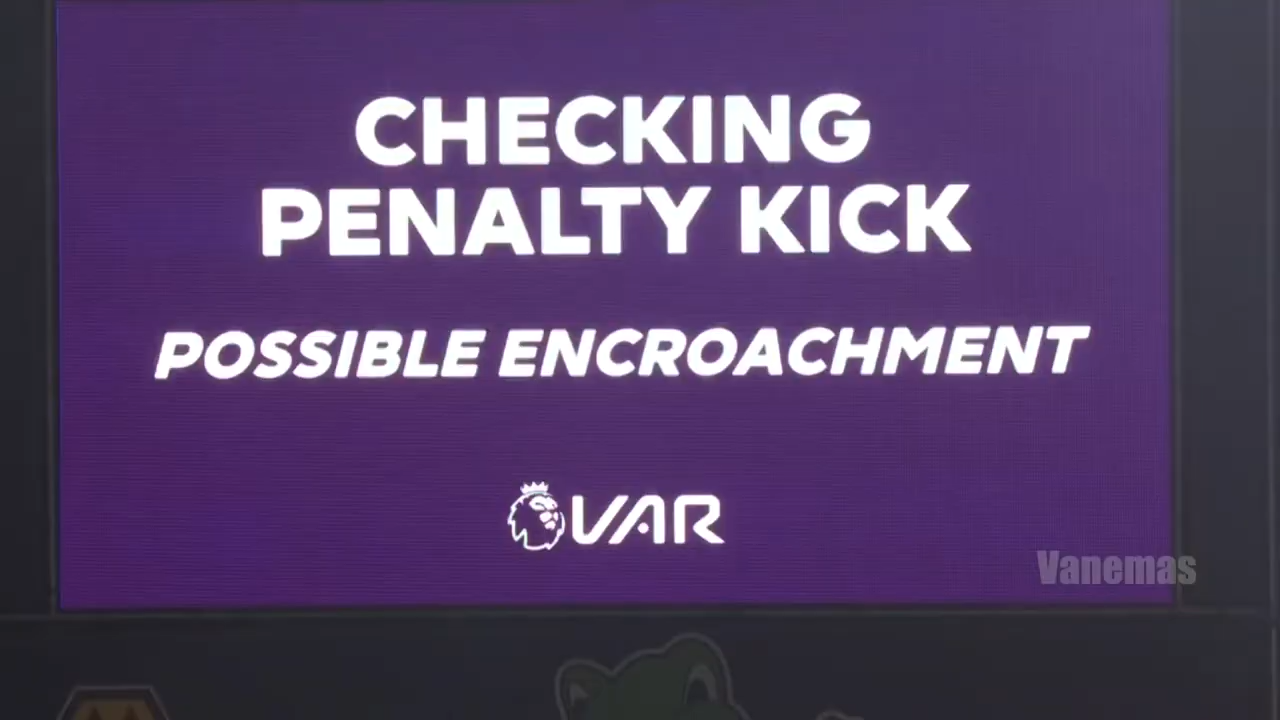 CHECKING
PENALTY KICK
POSSIBLE ENCROACHMENT
VAR
Vanemas